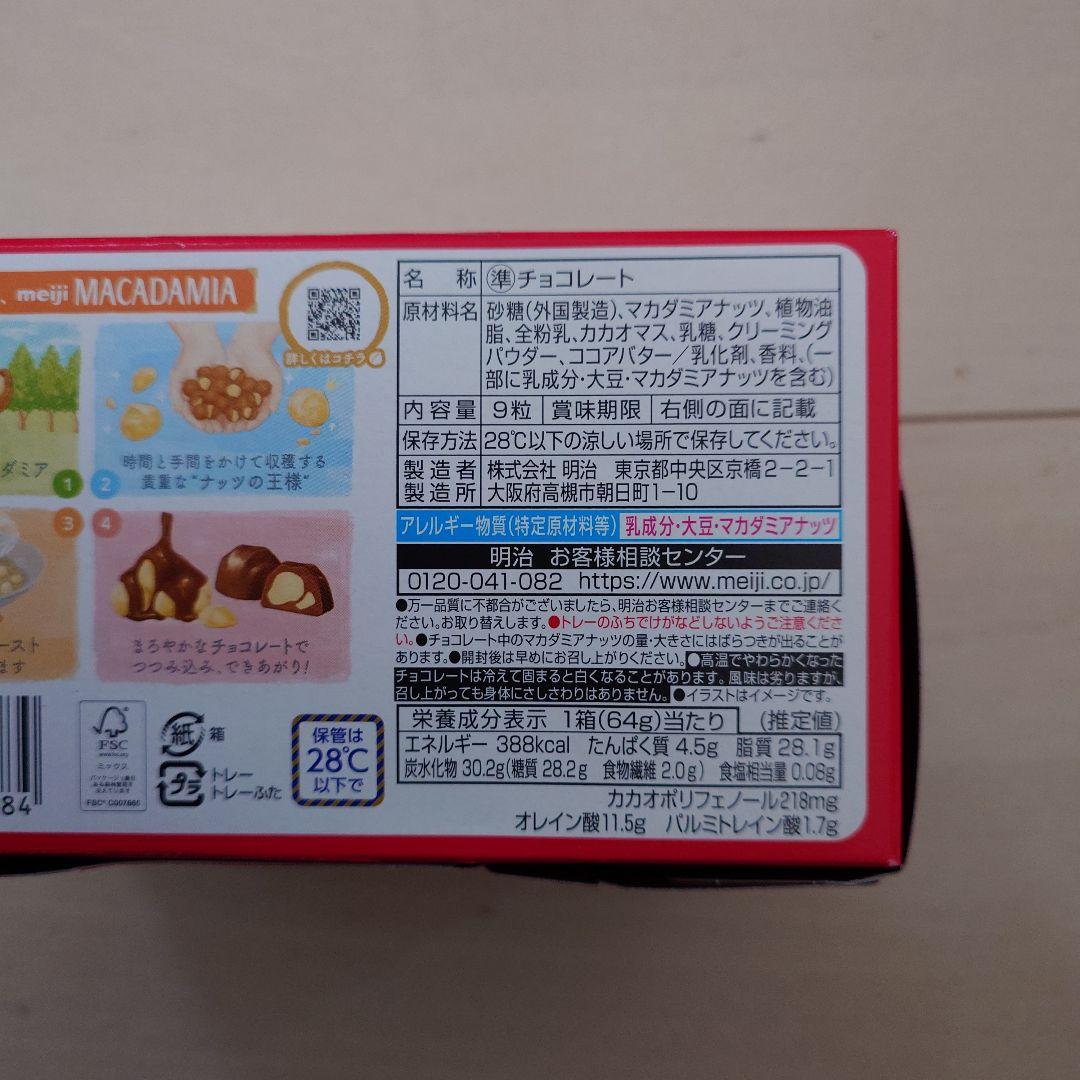 、meiji MACADAMIA
詳しくはコチラ
ダミア
1
2
時間と手間をかけて収穫する
貴重な“ナッツの王様”
3
ースト
ます
4
まろやかなチョコレートで
つつみ込み、できあがり!
84
FSC
www.fsc.org
ミックス
FSC® C007665
紙 箱
プラ トレー
トレーふた
保管は
28℃
以下で
名称 準チョコレート
原材料名 砂糖(外国製造)、マカダミアナッツ、植物油
脂、全粉乳、カカオマス、乳糖、クリーミング
パウダー、ココアバター/乳化剤、香料、(一
部に乳成分・大豆・マカダミアナッツを含む)
内容量 9粒 賞味期限 右側の面に記載
保存方法 28℃以下の涼しい場所で保存してください。
製造者 株式会社 明治 東京都中央区京橋2-2-1
製造所 大阪府高槻市朝日町1-10
アレルギー物質(特定原材料等) 乳成分・大豆・マカダミアナッツ
明治 お客様相談センター
0120-041-082 https://www.meiji.co.jp/
●万一品質に不都合がございましたら、明治お客様相談センターまでご連絡く
ださい。お取り替えします。●トレーのふちでけがなどしないようご注意くださ
い。●チョコレート中のマカダミアナッツの量・大きさにはばらつきが出ることが
あります。●開封後は早めにお召し上がりください。●高温でやわらかくなった
チョコレートは冷えて固まると白くなることがあります。風味は劣りますが、
召し上がっても身体にさしさわりはありません。●イラストはイメージです。
栄養成分表示 1箱(64g)当たり (推定値)
エネルギー 388kcal たんぱく質 4.5g 脂質 28.1g
炭水化物 30.2g(糖質 28.2g 食物繊維 2.0g) 食塩相当量 0.08g
カカオポリフェノール218mg
オレイン酸11.5g パルミトレイン酸1.7g